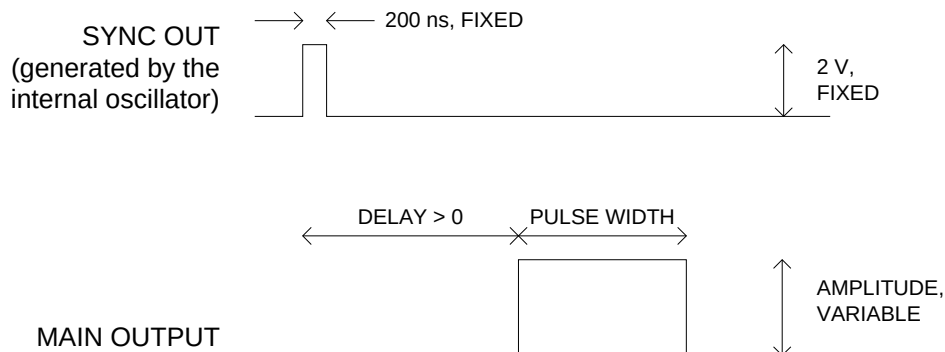 200 ns, FIXED
SYNC OUT
(generated by the
internal oscillator)
2 V,
FIXED
DELAY > 0
PULSE WIDTH
AMPLITUDE,
VARIABLE
MAIN OUTPUT